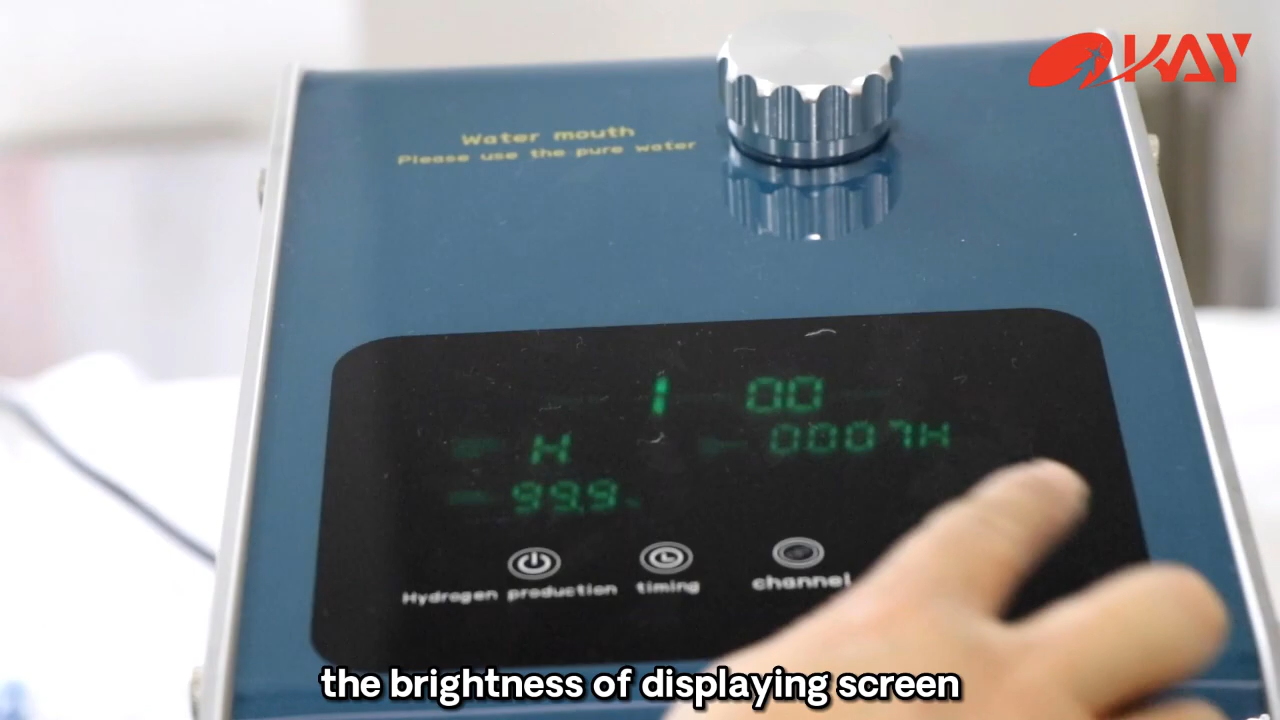 OKAY
Water mouth
Please use the pure water
1 00
H 0007H
99.9
Hydrogen production timing channel
the brightness of displaying screen